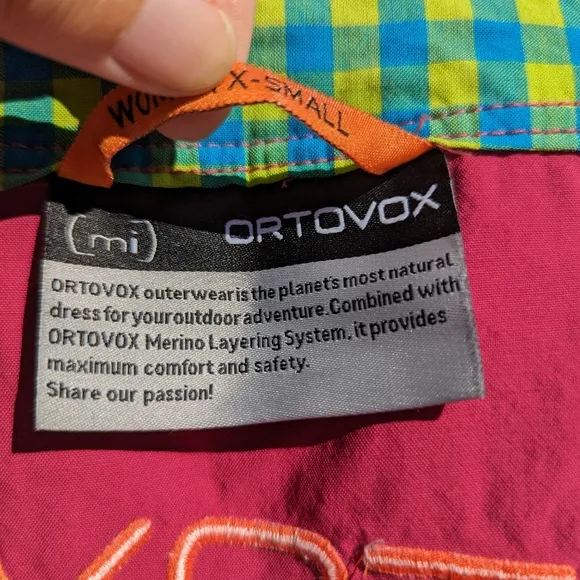 X-SMALL
[mi] ORTOVOX
ORTOVOX outerwear is the planet's most natural
dress for your outdoor adventure. Combined with
ORTOVOX Merino Layering System, it provides
maximum comfort and safety.
Share our passion!